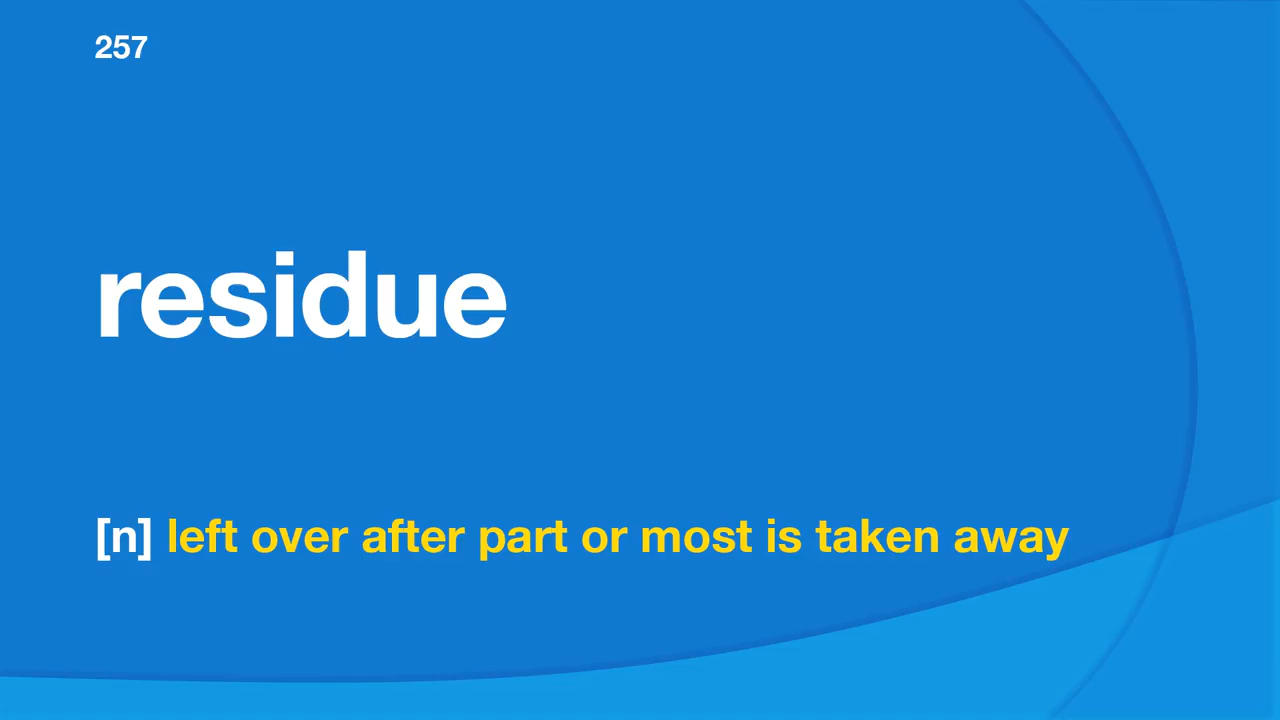 257
residue
[n] left over after part or most is taken away